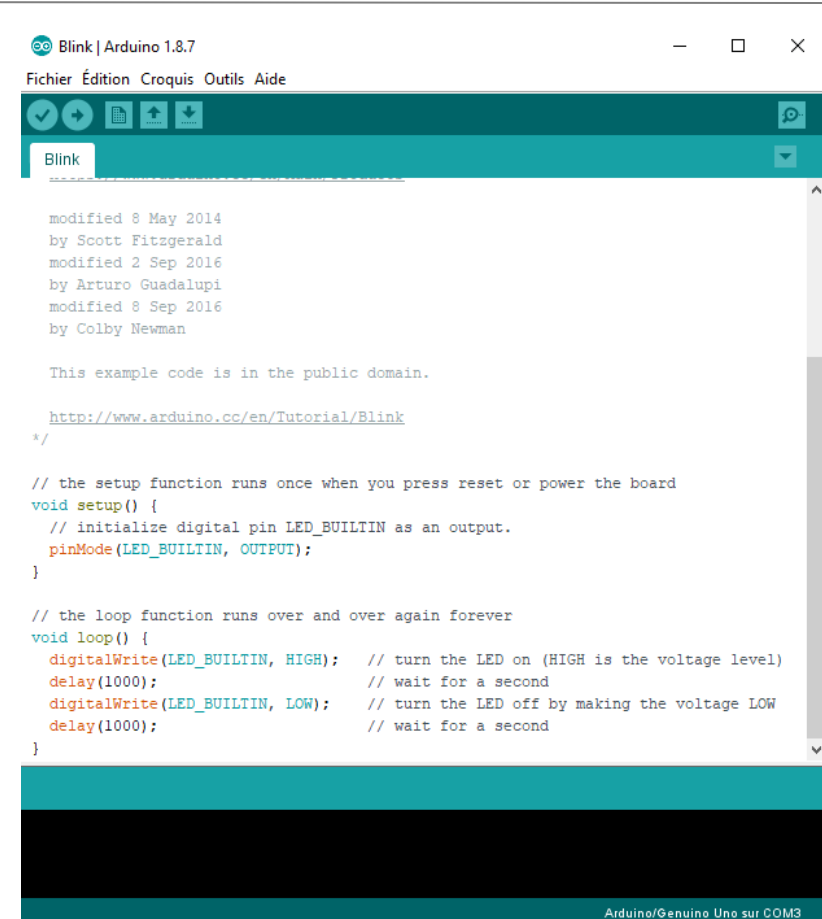 Blink | Arduino 1.8.7
Fichier Édition Croquis Outils Aide
Blink
modified 8 May 2014
by Scott Fitzgerald
modified 2 Sep 2016
by Arturo Guadalupi
modified 8 Sep 2016
by Colby Newman
This example code is in the public domain.
http://www.arduino.cc/en/Tutorial/Blink
*/
// the setup function runs once when you press reset or power the board
void setup() {
  // initialize digital pin LED_BUILTIN as an output.
  pinMode(LED_BUILTIN, OUTPUT);
}
// the loop function runs over and over again forever
void loop() {
  digitalWrite(LED_BUILTIN, HIGH);   // turn the LED on (HIGH is the voltage level)
  delay(1000);                       // wait for a second
  digitalWrite(LED_BUILTIN, LOW);    // turn the LED off by making the voltage LOW
  delay(1000);                       // wait for a second
}
Arduino/Genuino Uno sur COM3